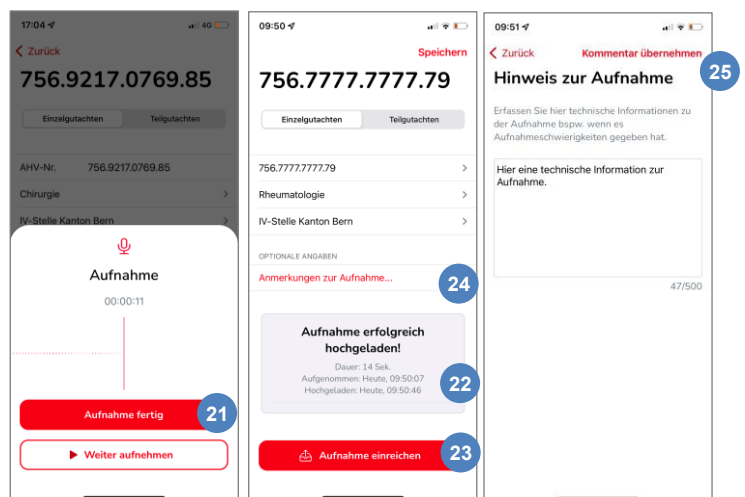 17:04
4G
Zurück
756.9217.0769.85
Einzelgutachten Teilgutachten
AHV-Nr. 756.9217.0769.85
Chirurgie
IV-Stelle Kanton Bern
Aufnahme
00:00:11
Aufnahme fertig
21
Weiter aufnehmen
09:50
Speichern
756.7777.7777.79
Einzelgutachten Teilgutachten
756.7777.7777.79
Rheumatologie
IV-Stelle Kanton Bern
OPTIONALE ANGABEN
Anmerkungen zur Aufnahme...
24
Aufnahme erfolgreich
hochgeladen!
Dauer: 14 Sek.
Aufgenommen: Heute, 09:50:07
Hochgeladen: Heute, 09:50:46
22
Aufnahme einreichen
23
09:51
Zurück Kommentar übernehmen
25
Hinweis zur Aufnahme
Erfassen Sie hier technische Informationen zu
der Aufnahme bspw. wenn es
Aufnahmeschwierigkeiten gegeben hat.
Hier eine technische Information zur
Aufnahme.
47/500